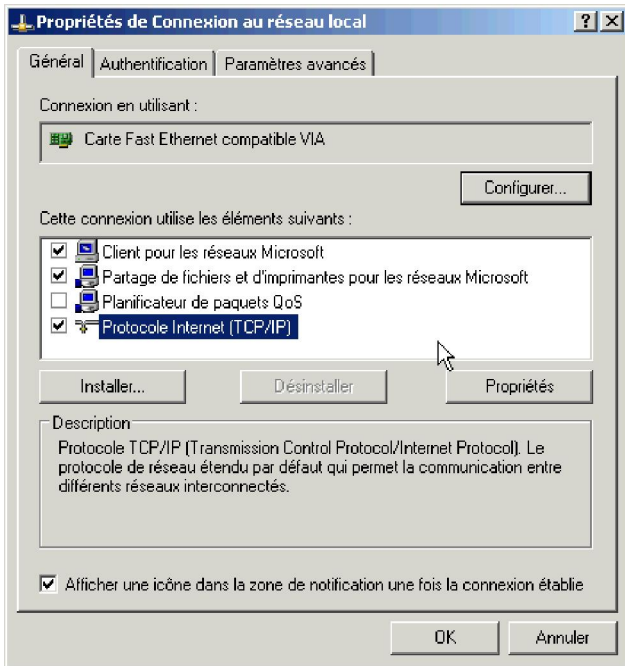 Propriétés de Connexion au réseau local
Général Authentification Paramètres avancés
Connexion en utilisant :
Carte Fast Ethernet compatible VIA
Configurer...
Cette connexion utilise les éléments suivants :
Client pour les réseaux Microsoft
Partage de fichiers et d'imprimantes pour les réseaux Microsoft
Planificateur de paquets QoS
Protocole Internet (TCP/IP)
Installer... Désinstaller Propriétés
Description
Protocole TCP/IP (Transmission Control Protocol/Internet Protocol). Le
protocole de réseau étendu par défaut qui permet la communication entre
différents réseaux interconnectés.
Afficher une icône dans la zone de notification une fois la connexion établie
OK Annuler